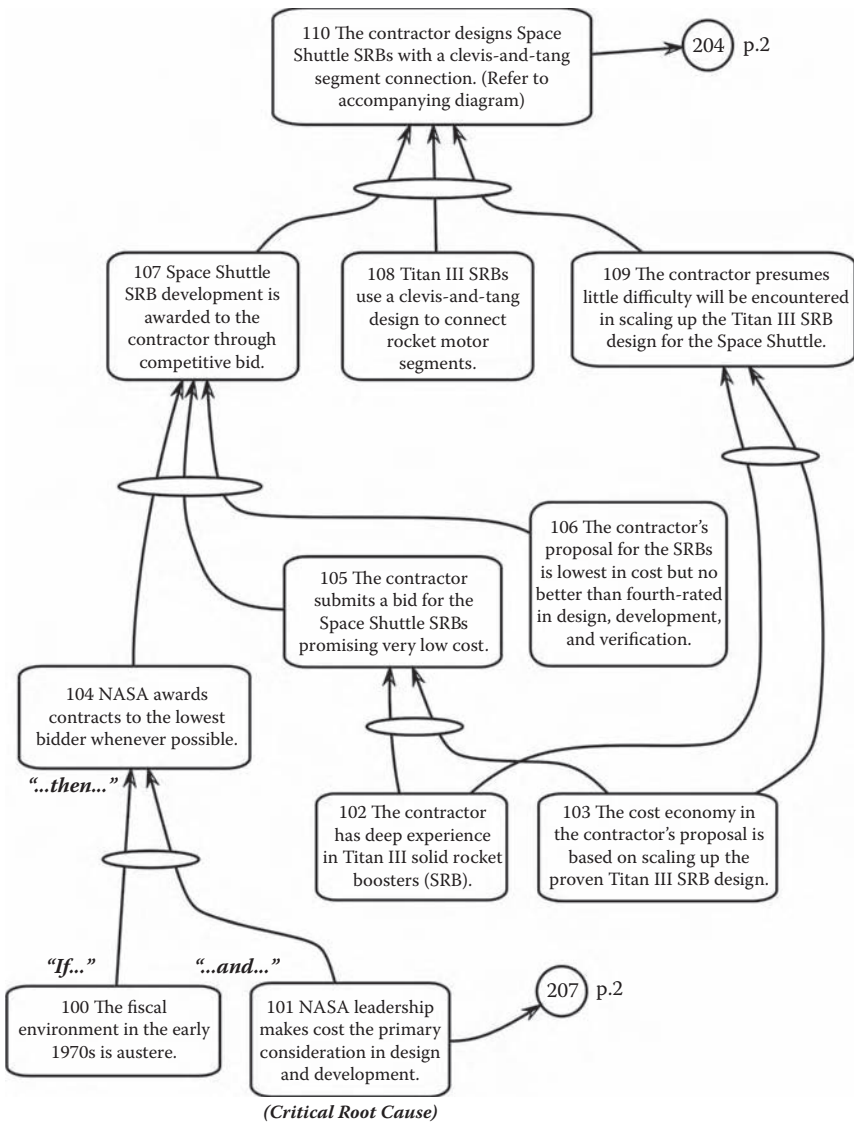 110 The contractor designs Space
Shuttle SRBs with a clevis-and-tang
segment connection. (Refer to
accompanying diagram)
204
p.2
107 Space Shuttle
SRB development is
awarded to the
contractor through
competitive bid.
108 Titan III SRBs
use a clevis-and-tang
design to connect
rocket motor
segments.
109 The contractor presumes
little difficulty will be encountered
in scaling up the Titan III SRB
design for the Space Shuttle.
106 The contractor’s
proposal for the SRBs
is lowest in cost but no
better than fourth-rated
in design, development,
and verification.
105 The contractor
submits a bid for the
Space Shuttle SRBs
promising very low cost.
104 NASA awards
contracts to the lowest
bidder whenever possible.
“...then...”
102 The contractor
has deep experience
in Titan III solid rocket
boosters (SRB).
103 The cost economy in
the contractor’s proposal is
based on scaling up the
proven Titan III SRB design.
“If...”
“...and...”
100 The fiscal
environment in the early
1970s is austere.
101 NASA leadership
makes cost the primary
consideration in design
and development.
207
p.2
(Critical Root Cause)